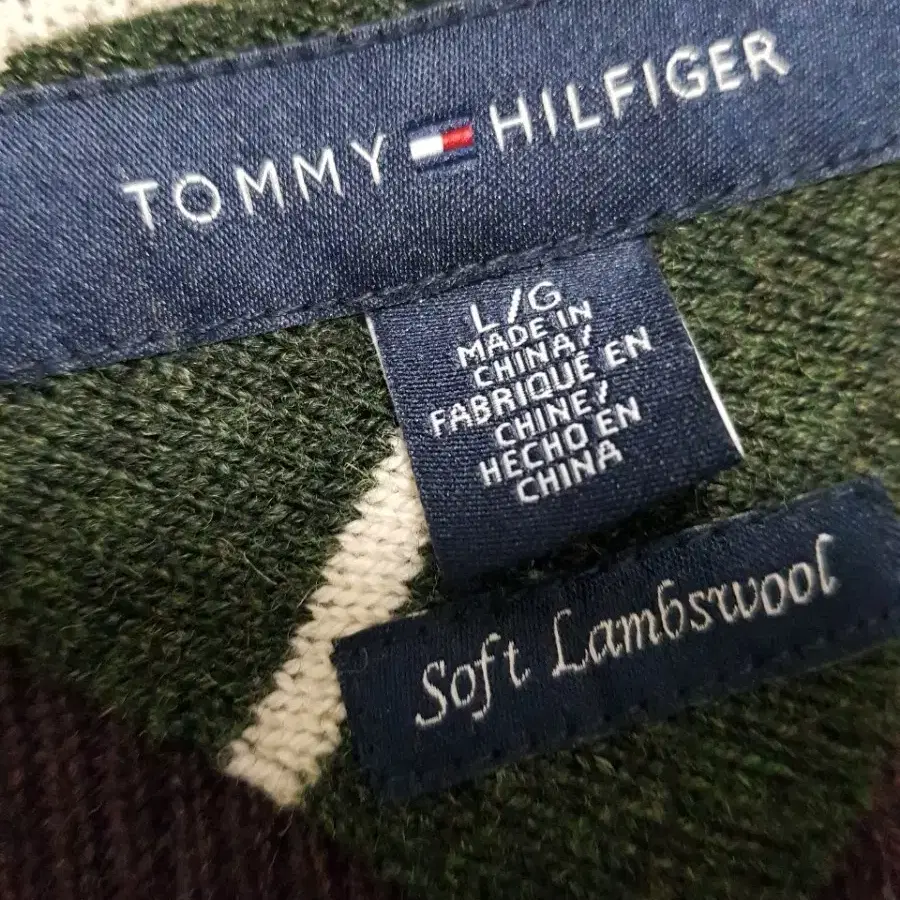 TOMMY HILFIGER
L/G
MADE IN
CHINA/
FABRIQUÉ EN
CHINE/
HECHO EN
CHINA
Soft Lambswool